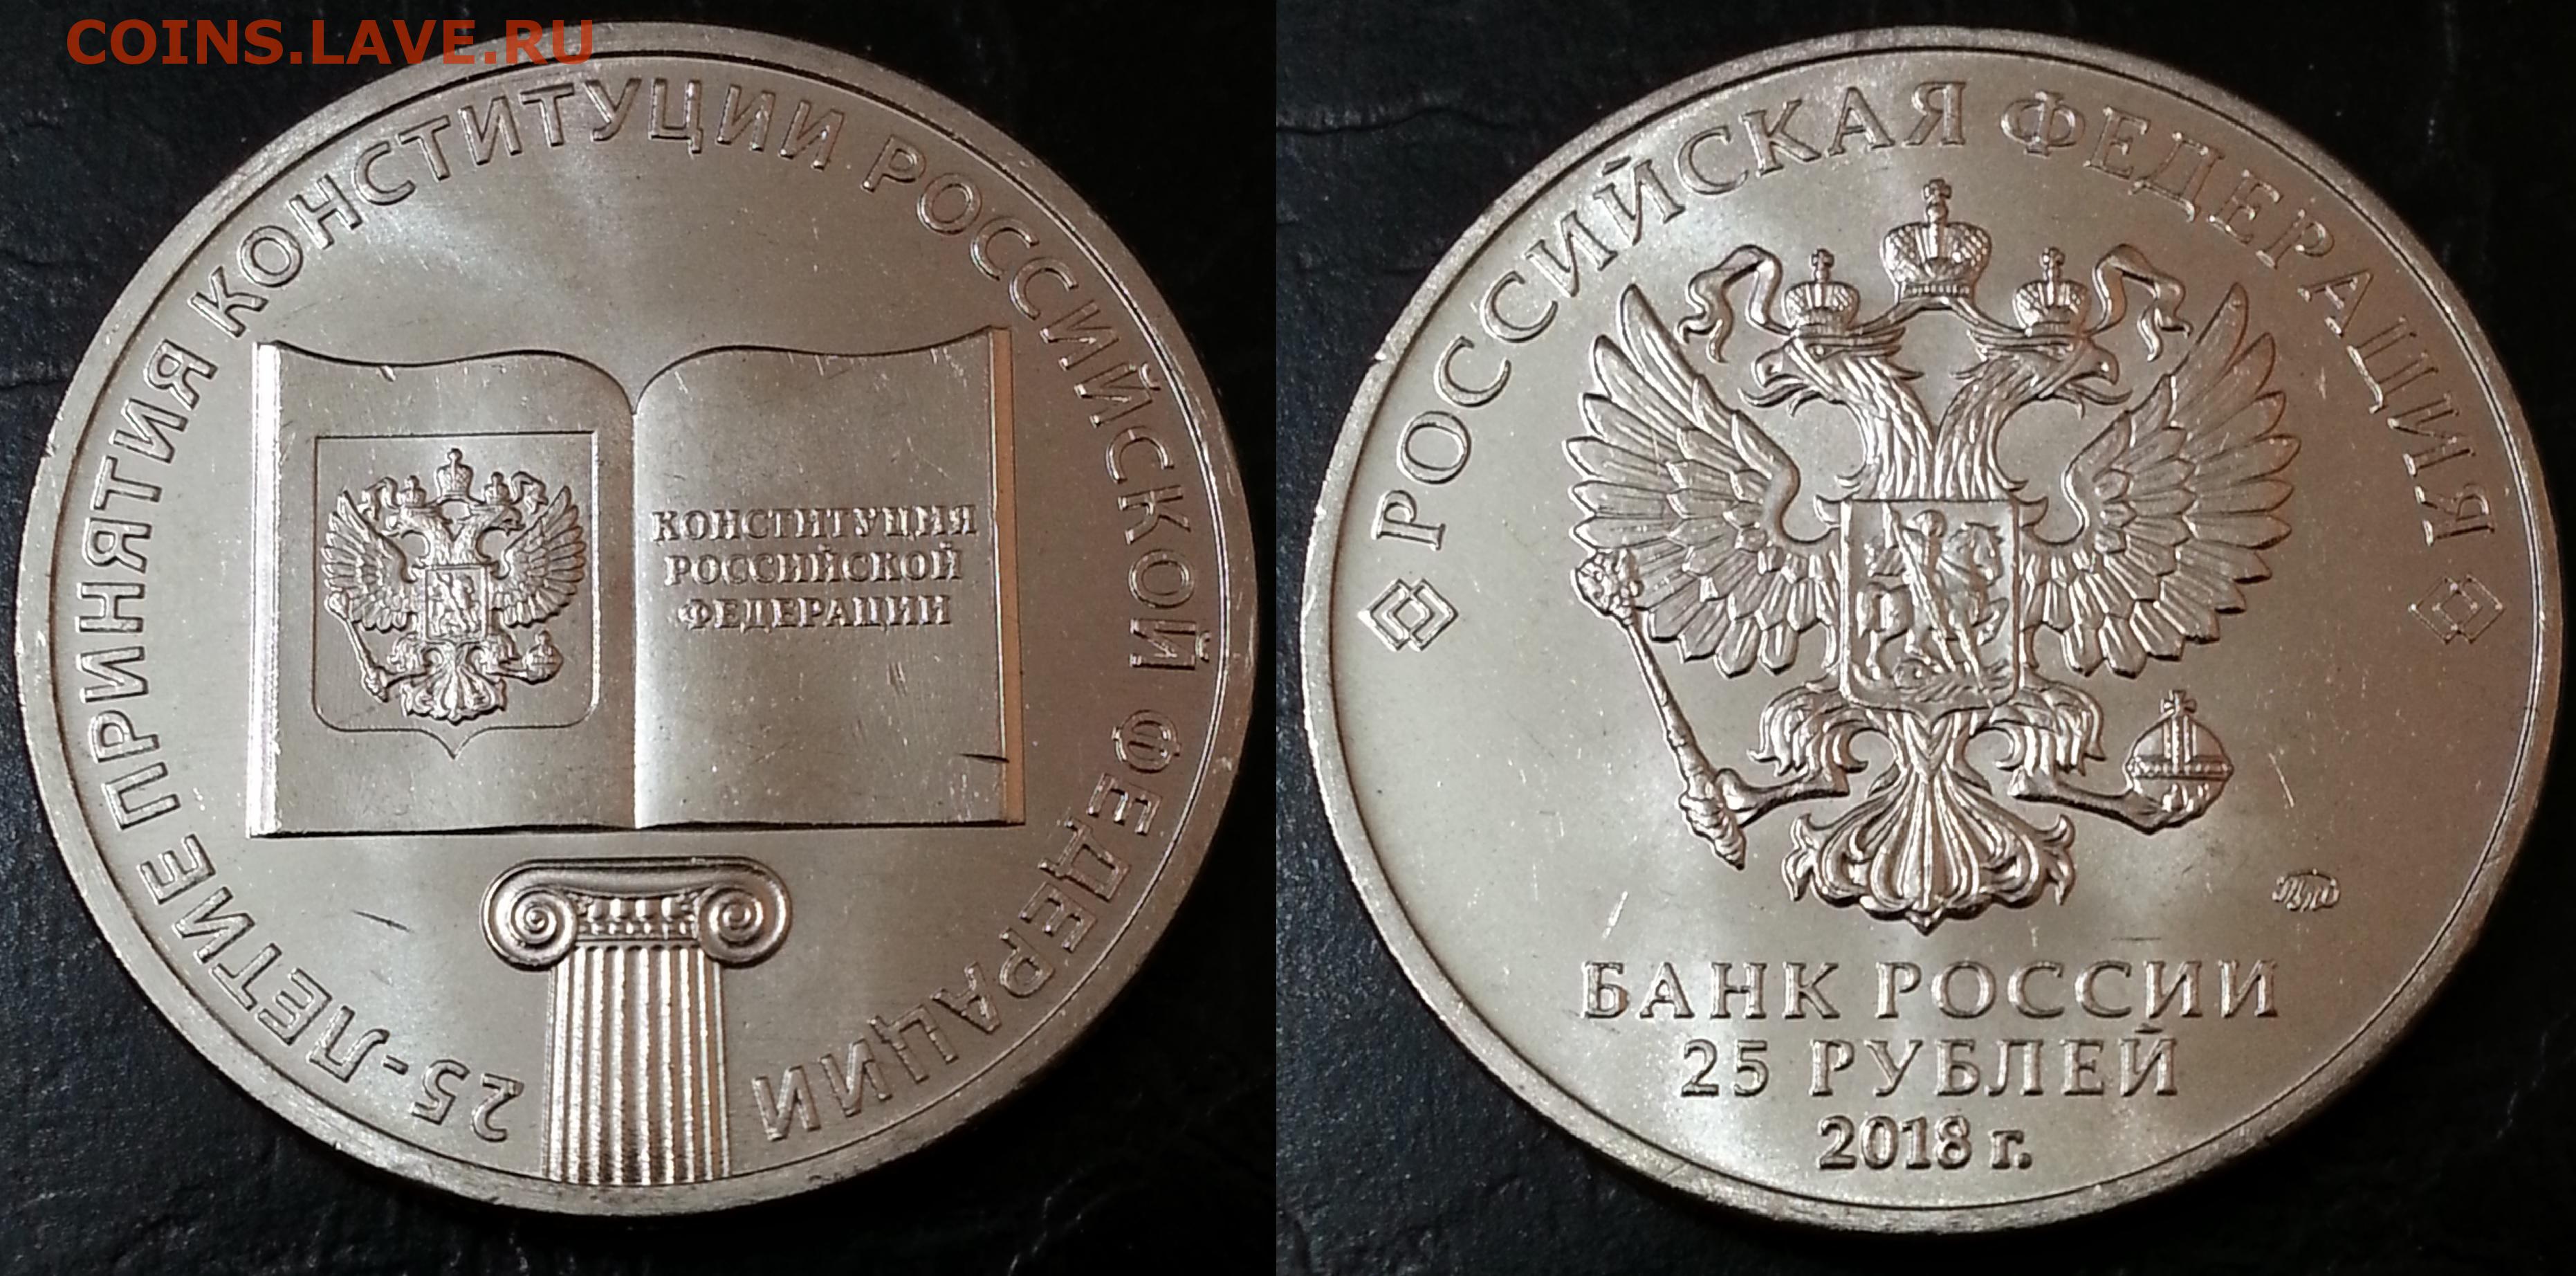 COINS.LAVE.RU
25-ЛЕТИЕ ПРИНЯТИЯ КОНСТИТУЦИИ РОССИЙСКОЙ ФЕДЕРАЦИИ
КОНСТИТУЦИЯ
РОССИЙСКОЙ
ФЕДЕРАЦИИ
РОССИЙСКАЯ ФЕДЕРАЦИЯ
БАНК РОССИИ
25 РУБЛЕЙ
2018 г.